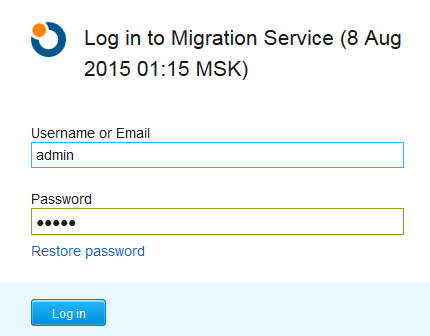 Log in to Migration Service (8 Aug
2015 01:15 MSK)
Username or Email
admin
Password
●●●●●
Restore password
Log in